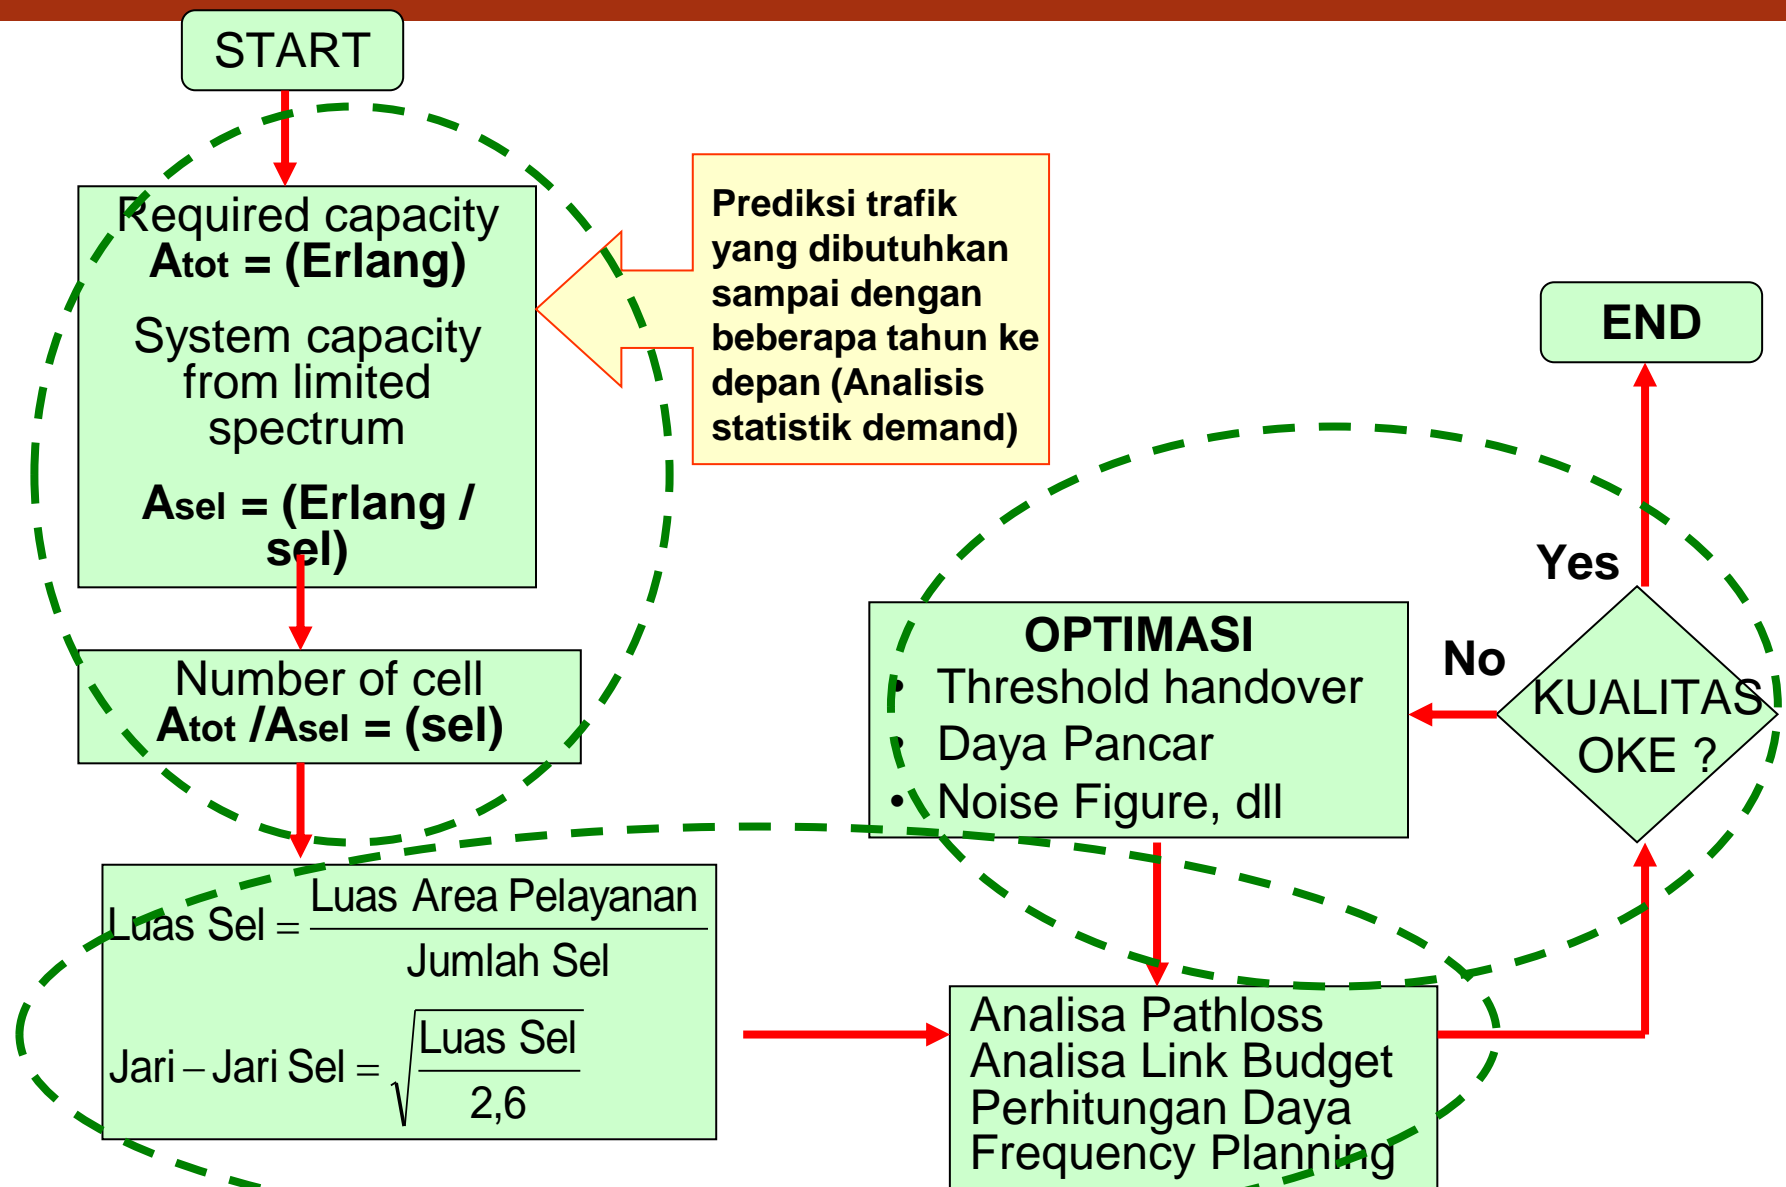 START
Required capacity
Atot = (Erlang)
System capacity
from limited
spectrum
Asel = (Erlang /
sel)
Prediksi trafik
yang dibutuhkan
sampai dengan
beberapa tahun ke
depan (Analisis
statistik demand)
Number of cell
Atot /Asel = (sel)
Luas Sel = Luas Area Pelayanan
Jumlah Sel
Jari – Jari Sel = √ Luas Sel
2,6
Analisa Pathloss
Analisa Link Budget
Perhitungan Daya
Frequency Planning
OPTIMASI
• Threshold handover
• Daya Pancar
• Noise Figure, dll
No
Yes
KUALITAS
OKE ?
END